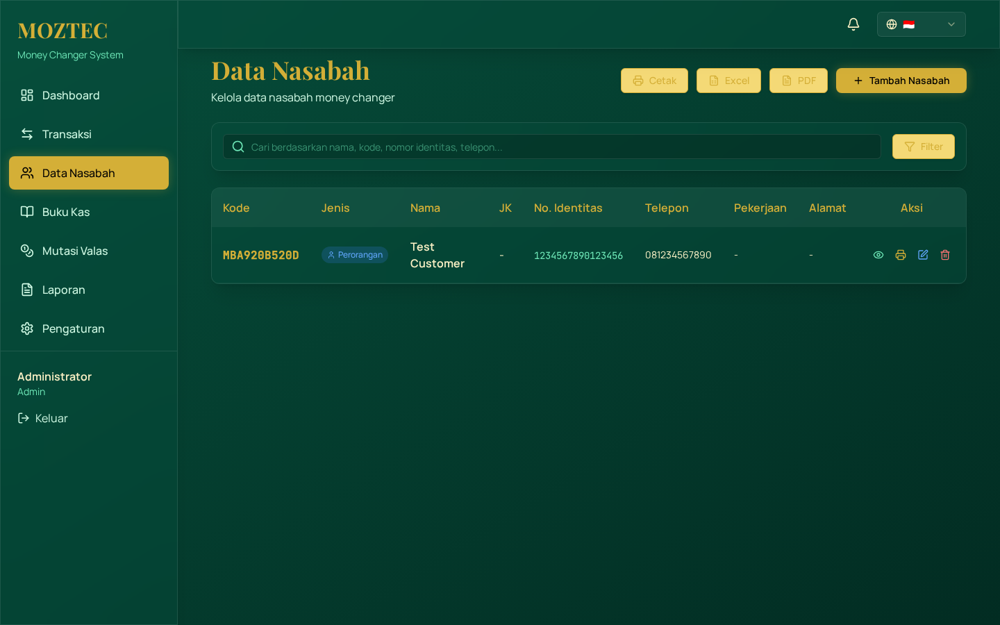 MOZTEC
Money Changer System
Dashboard
Transaksi
Data Nasabah
Buku Kas
Mutasi Valas
Laporan
Pengaturan
Administrator
Admin
Keluar
Data Nasabah
Kelola data nasabah money changer
Cetak
Excel
PDF
Tambah Nasabah
Cari berdasarkan nama, kode, nomor identitas, telepon...
Filter
Kode Jenis Nama JK No. Identitas Telepon Pekerjaan Alamat Aksi
MBA920B520D Perorangan Test Customer - 1234567890123456 081234567890 - -